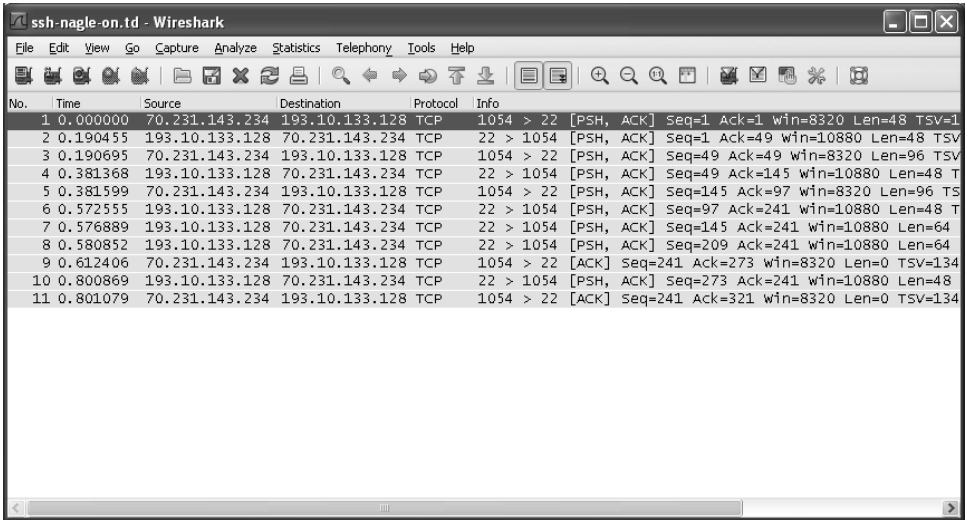 ssh-nagle-on.td - Wireshark
File Edit View Go Capture Analyze Statistics Telephony Tools Help
No. Time Source Destination Protocol Info
1 0.000000 70.231.143.234 193.10.133.128 TCP 1054 > 22 [PSH, ACK] Seq=1 Ack=1 Win=8320 Len=48 TSV=1
2 0.190455 193.10.133.128 70.231.143.234 TCP 22 > 1054 [PSH, ACK] Seq=1 Ack=49 Win=10880 Len=48 TSV
3 0.190695 70.231.143.234 193.10.133.128 TCP 1054 > 22 [PSH, ACK] Seq=49 Ack=49 Win=8320 Len=96 TSV
4 0.381368 193.10.133.128 70.231.143.234 TCP 22 > 1054 [PSH, ACK] Seq=49 Ack=145 Win=10880 Len=48 T
5 0.381599 70.231.143.234 193.10.133.128 TCP 1054 > 22 [PSH, ACK] Seq=145 Ack=97 Win=8320 Len=96 TS
6 0.572555 193.10.133.128 70.231.143.234 TCP 22 > 1054 [PSH, ACK] Seq=97 Ack=241 Win=10880 Len=48 T
7 0.576889 193.10.133.128 70.231.143.234 TCP 22 > 1054 [PSH, ACK] Seq=145 Ack=241 Win=10880 Len=64
8 0.580852 193.10.133.128 70.231.143.234 TCP 22 > 1054 [PSH, ACK] Seq=209 Ack=241 Win=10880 Len=64
9 0.612406 70.231.143.234 193.10.133.128 TCP 1054 > 22 [ACK] Seq=241 Ack=273 Win=8320 Len=0 TSV=134
10 0.800869 193.10.133.128 70.231.143.234 TCP 22 > 1054 [PSH, ACK] Seq=273 Ack=241 Win=10880 Len=48
11 0.801079 70.231.143.234 193.10.133.128 TCP 1054 > 22 [ACK] Seq=241 Ack=321 Win=8320 Len=0 TSV=134